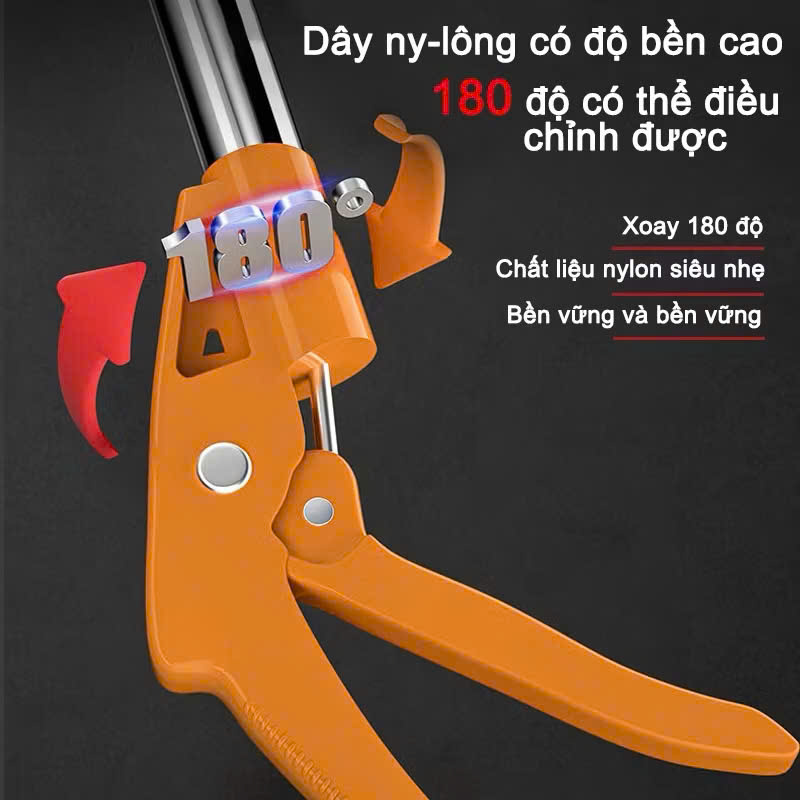 Dây ny-lông có độ bền cao
180 độ có thể điều
chỉnh được
180°
Xoay 180 độ
Chất liệu nylon siêu nhẹ
Bền vững và bền vững